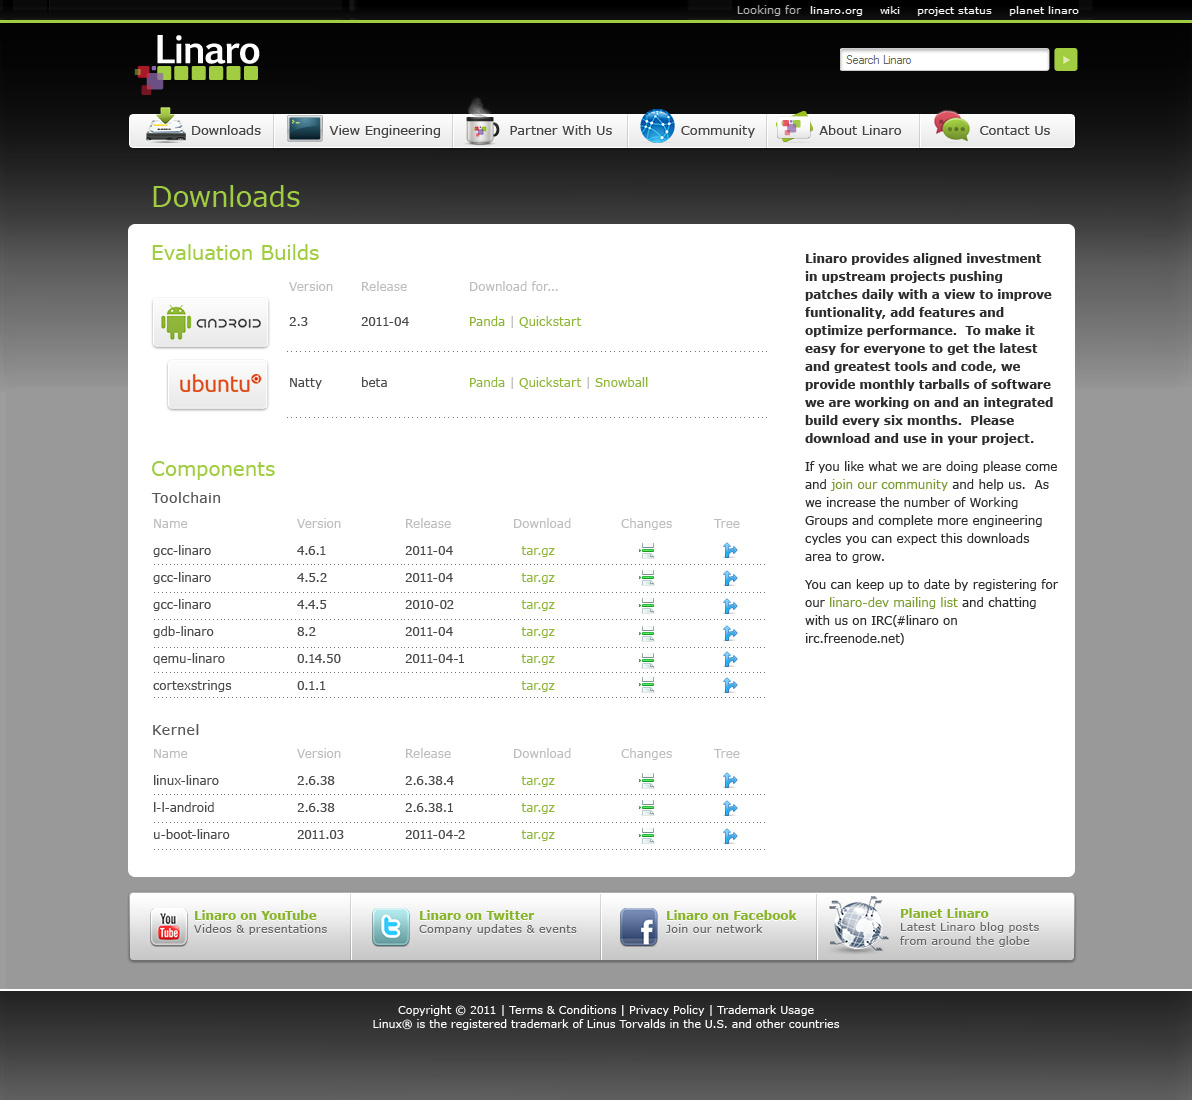 Looking for linaro.org wiki project status planet linaro
Linaro
Search Linaro
Downloads View Engineering Partner With Us Community About Linaro Contact Us
Downloads
Evaluation Builds
Version Release Download for...
android 2.3 2011-04 Panda | Quickstart
ubuntu Natty beta Panda | Quickstart | Snowball
Components
Toolchain
Name Version Release Download Changes Tree
gcc-linaro 4.6.1 2011-04 tar.gz
gcc-linaro 4.5.2 2011-04 tar.gz
gcc-linaro 4.4.5 2010-02 tar.gz
gdb-linaro 8.2 2011-04 tar.gz
qemu-linaro 0.14.50 2011-04-1 tar.gz
cortexstrings 0.1.1 tar.gz
Kernel
Name Version Release Download Changes Tree
linux-linaro 2.6.38 2.6.38.4 tar.gz
l-l-android 2.6.38 2.6.38.1 tar.gz
u-boot-linaro 2011.03 2011-04-2 tar.gz
Linaro provides aligned investment
in upstream projects pushing
patches daily with a view to improve
funtionality, add features and
optimize performance. To make it
easy for everyone to get the latest
and greatest tools and code, we
provide monthly tarballs of software
we are working on and an integrated
build every six months. Please
download and use in your project.
If you like what we are doing please come
and join our community and help us. As
we increase the number of Working
Groups and complete more engineering
cycles you can expect this downloads
area to grow.
You can keep up to date by registering for
our linaro-dev mailing list and chatting
with us on IRC(#linaro on
irc.freenode.net)
You Tube
Linaro on YouTube
Videos & presentations
Linaro on Twitter
Company updates & events
Linaro on Facebook
Join our network
Planet Linaro
Latest Linaro blog posts
from around the globe
Copyright © 2011 | Terms & Conditions | Privacy Policy | Trademark Usage
Linux® is the registered trademark of Linus Torvalds in the U.S. and other countries